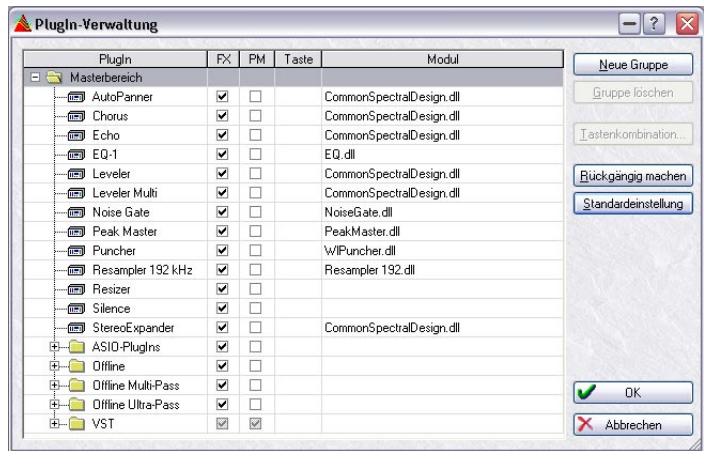 PlugIn-Verwaltung
PlugIn FX PM Taste Modul
Masterbereich
AutoPanner CommonSpectralDesign.dll
Chorus CommonSpectralDesign.dll
Echo CommonSpectralDesign.dll
EQ-1 EQ.dll
Leveler CommonSpectralDesign.dll
Leveler Multi CommonSpectralDesign.dll
Noise Gate NoiseGate.dll
Peak Master PeakMaster.dll
Puncher WlPuncher.dll
Resampler 192 kHz Resampler 192.dll
Resizer
Silence
StereoExpander CommonSpectralDesign.dll
ASIO-PlugIns
Offline
Offline Multi-Pass
Offline Ultra-Pass
VST
Neue Gruppe
Gruppe löschen
Tastenkombination...
Rückgängig machen
Standardeinstellung
OK
Abbrechen